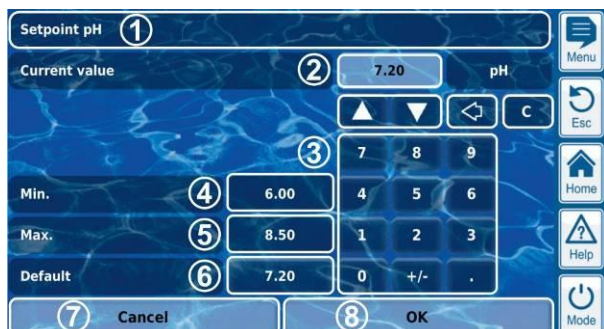 Setpoint pH ①
Current value ② 7.20 pH
C
③ 7 8 9
Min. ④ 6.00 4 5 6
Max. ⑤ 8.50 1 2 3
Default ⑥ 7.20 0 +/- .
⑦ Cancel ⑧ OK
Menu
Esc
Home
? Help
Mode